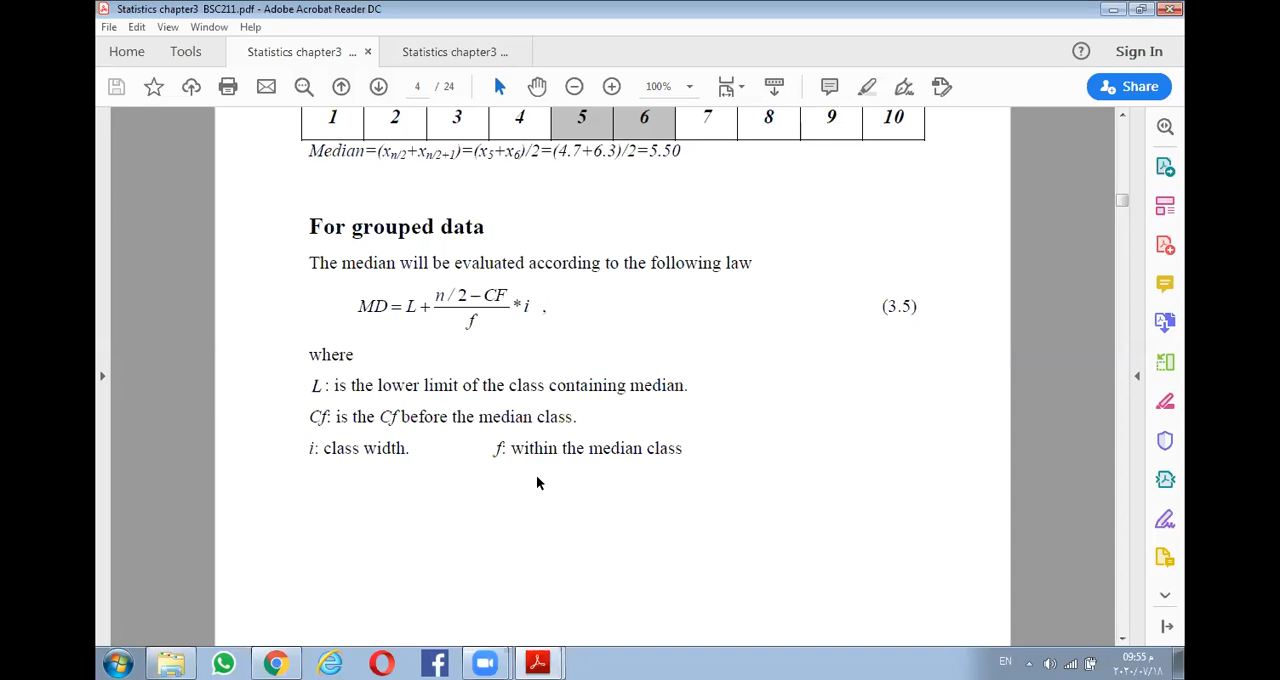 Statistics chapter3 BSC211.pdf - Adobe Acrobat Reader DC
File Edit View Window Help
Home Tools Statistics chapter3 ... × Statistics chapter3 ... Sign In
4 / 24 100% Share
1 2 3 4 5 6 7 8 9 10
Median=(xn/2+xn/2+1)=(x5+x6)/2=(4.7+6.3)/2=5.50
For grouped data
The median will be evaluated according to the following law
MD = L + n / 2 − CF / f * i , (3.5)
where
L : is the lower limit of the class containing median.
Cf: is the Cf before the median class.
i: class width. f: within the median class
EN 09:55 م
٢٠٢٠/٠٧/١٨